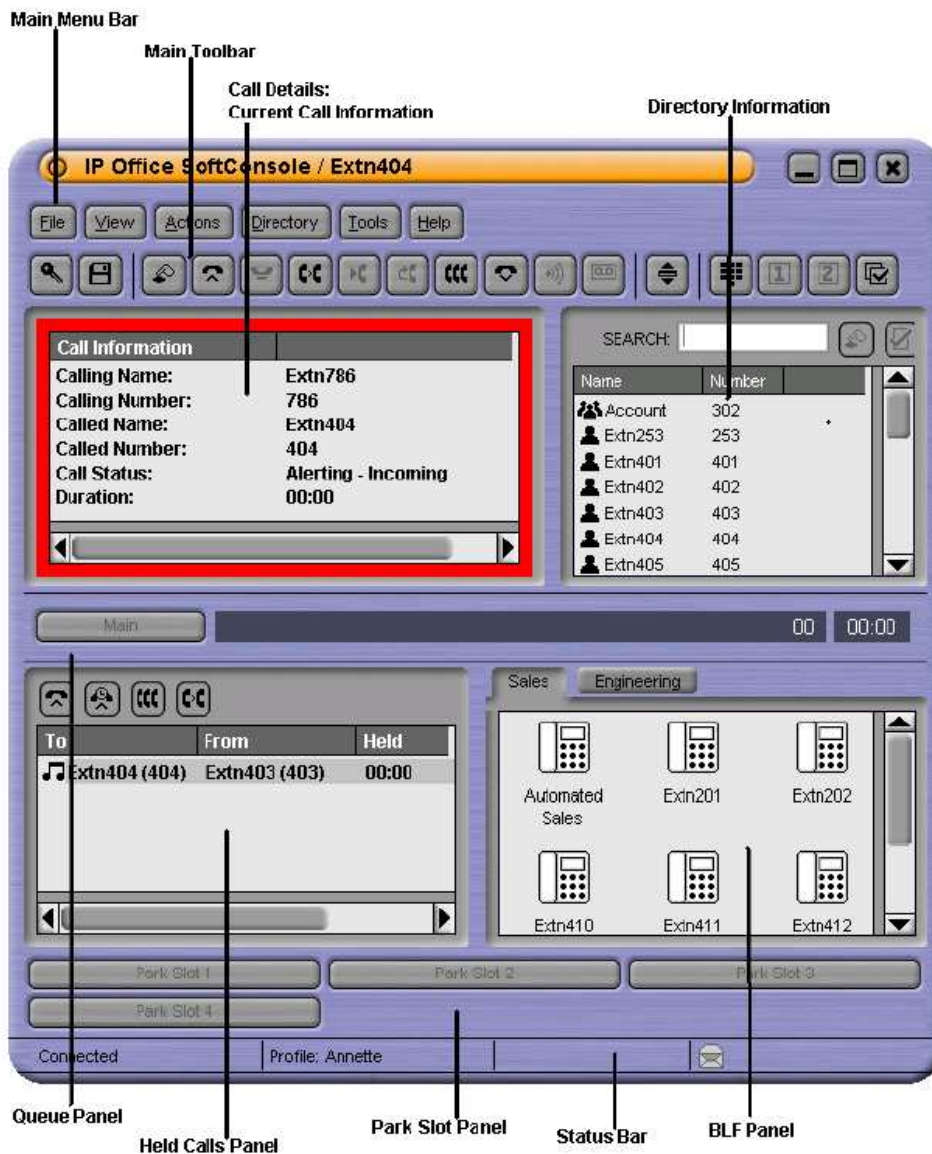 Main Menu Bar
Main Toolbar
Call Details:
Current Call Information
Directory Information
IP Office SoftConsole / Extn404
File View Actions Directory Tools Help
1 2
Call Information
Calling Name: Extn786
Calling Number: 786
Called Name: Extn404
Called Number: 404
Call Status: Alerting - Incoming
Duration: 00:00
SEARCH:
Name Number
Account 302
Extn253 253
Extn401 401
Extn402 402
Extn403 403
Extn404 404
Extn405 405
Main 00 00:00
To From Held
Extn404 (404) Extn403 (403) 00:00
Sales Engineering
Automated
Sales
Extn201
Extn202
Extn410
Extn411
Extn412
Park Slot 1 Park Slot 2 Park Slot 3
Park Slot 4
Connected Profile: Annette
Queue Panel
Held Calls Panel
Park Slot Panel
Status Bar
BLF Panel